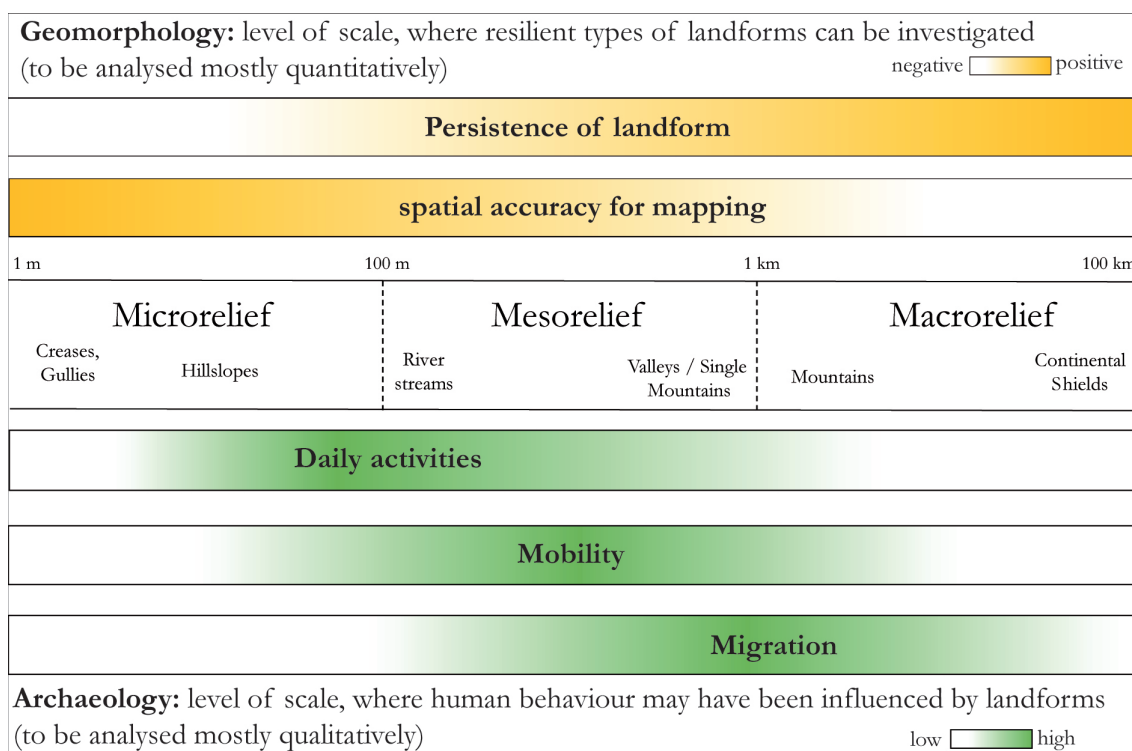 Geomorphology: level of scale, where resilient types of landforms can be investigated
(to be analysed mostly quantitatively)
negative positive
Persistence of landform
spatial accuracy for mapping
1 m 100 m 1 km 100 km
Microrelief Mesorelief Macrorelief
Creases,
Gullies
Hillslopes
River
streams
Valleys / Single
Mountains
Mountains
Continental
Shields
Daily activities
Mobility
Migration
Archaeology: level of scale, where human behaviour may have been influenced by landforms
(to be analysed mostly qualitatively)
low high